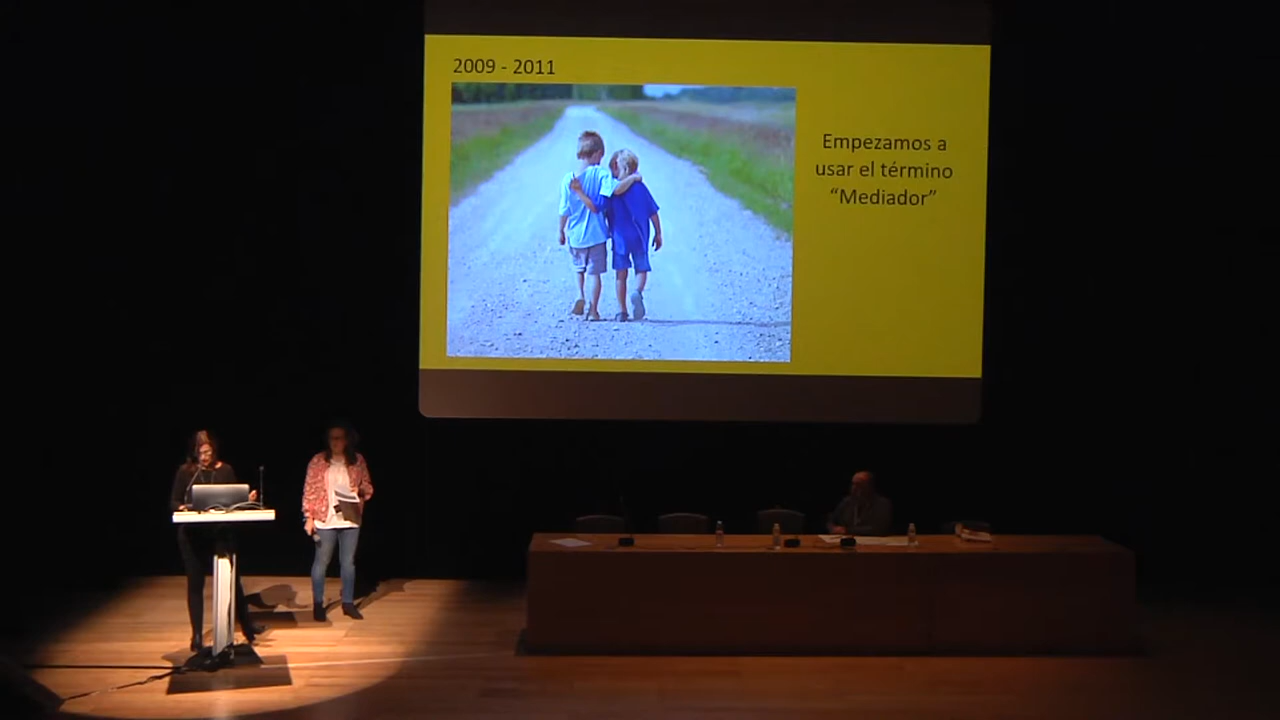 2009 - 2011
Empezamos a
usar el término
“Mediador”